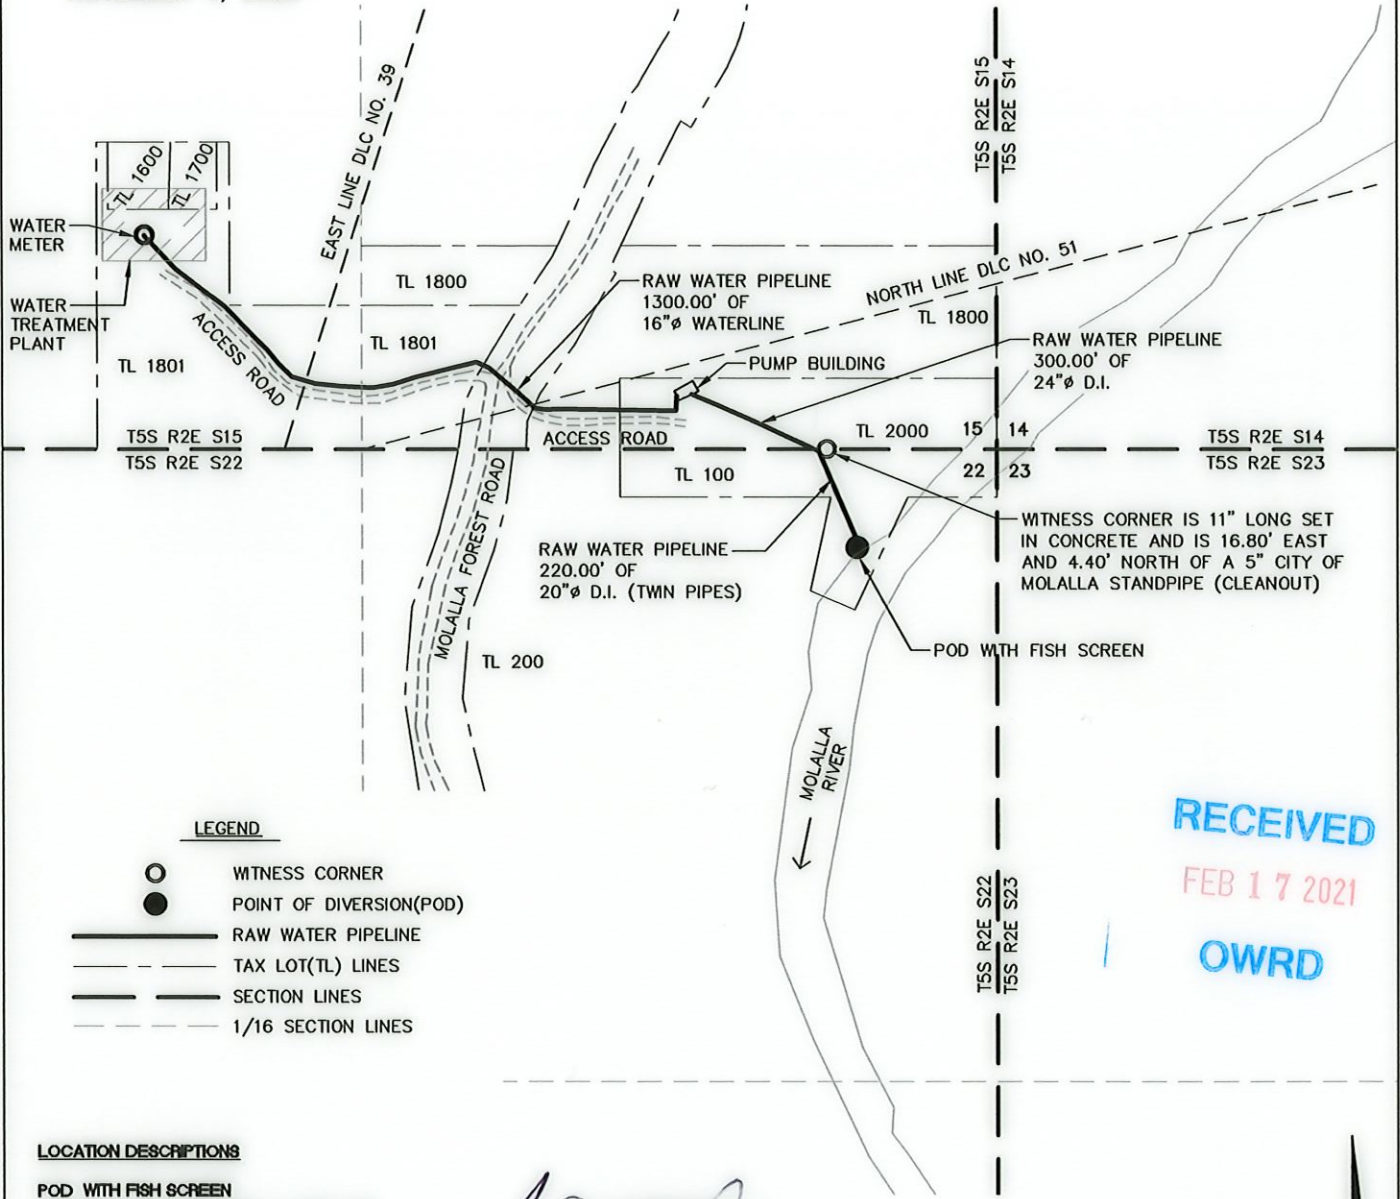 T5S R2E S15
T5S R2E S14
EAST LINE DLC NO. 39
TL 1600
TL 1700
WATER
METER
WATER
TREATMENT
PLANT
TL 1801
ACCESS ROAD
TL 1800
TL 1801
RAW WATER PIPELINE
1300.00' OF
16"ø WATERLINE
NORTH LINE DLC NO. 51
TL 1800
PUMP BUILDING
RAW WATER PIPELINE
300.00' OF
24"ø D.I.
T5S R2E S15
T5S R2E S22
ACCESS ROAD
TL 2000
15
14
22
23
T5S R2E S14
T5S R2E S23
TL 100
MOLALLA FOREST ROAD
RAW WATER PIPELINE
220.00' OF
20"ø D.I. (TWIN PIPES)
WITNESS CORNER IS 11" LONG SET
IN CONCRETE AND IS 16.80' EAST
AND 4.40' NORTH OF A 5" CITY OF
MOLALLA STANDPIPE (CLEANOUT)
POD WITH FISH SCREEN
TL 200
MOLALLA
RIVER
LEGEND
WITNESS CORNER
POINT OF DIVERSION(POD)
RAW WATER PIPELINE
TAX LOT(TL) LINES
SECTION LINES
1/16 SECTION LINES
T5S R2E S22
T5S R2E S23
RECEIVED
FEB 17 2021
OWRD
LOCATION DESCRIPTIONS
POD WITH FISH SCREEN